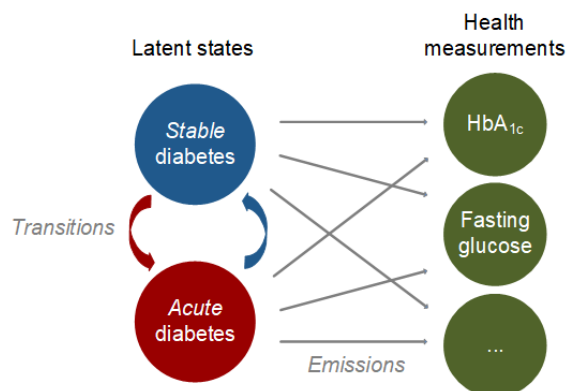 Latent states
Health
measurements
Stable
diabetes
HbA1c
Transitions
Fasting
glucose
Acute
diabetes
...
Emissions